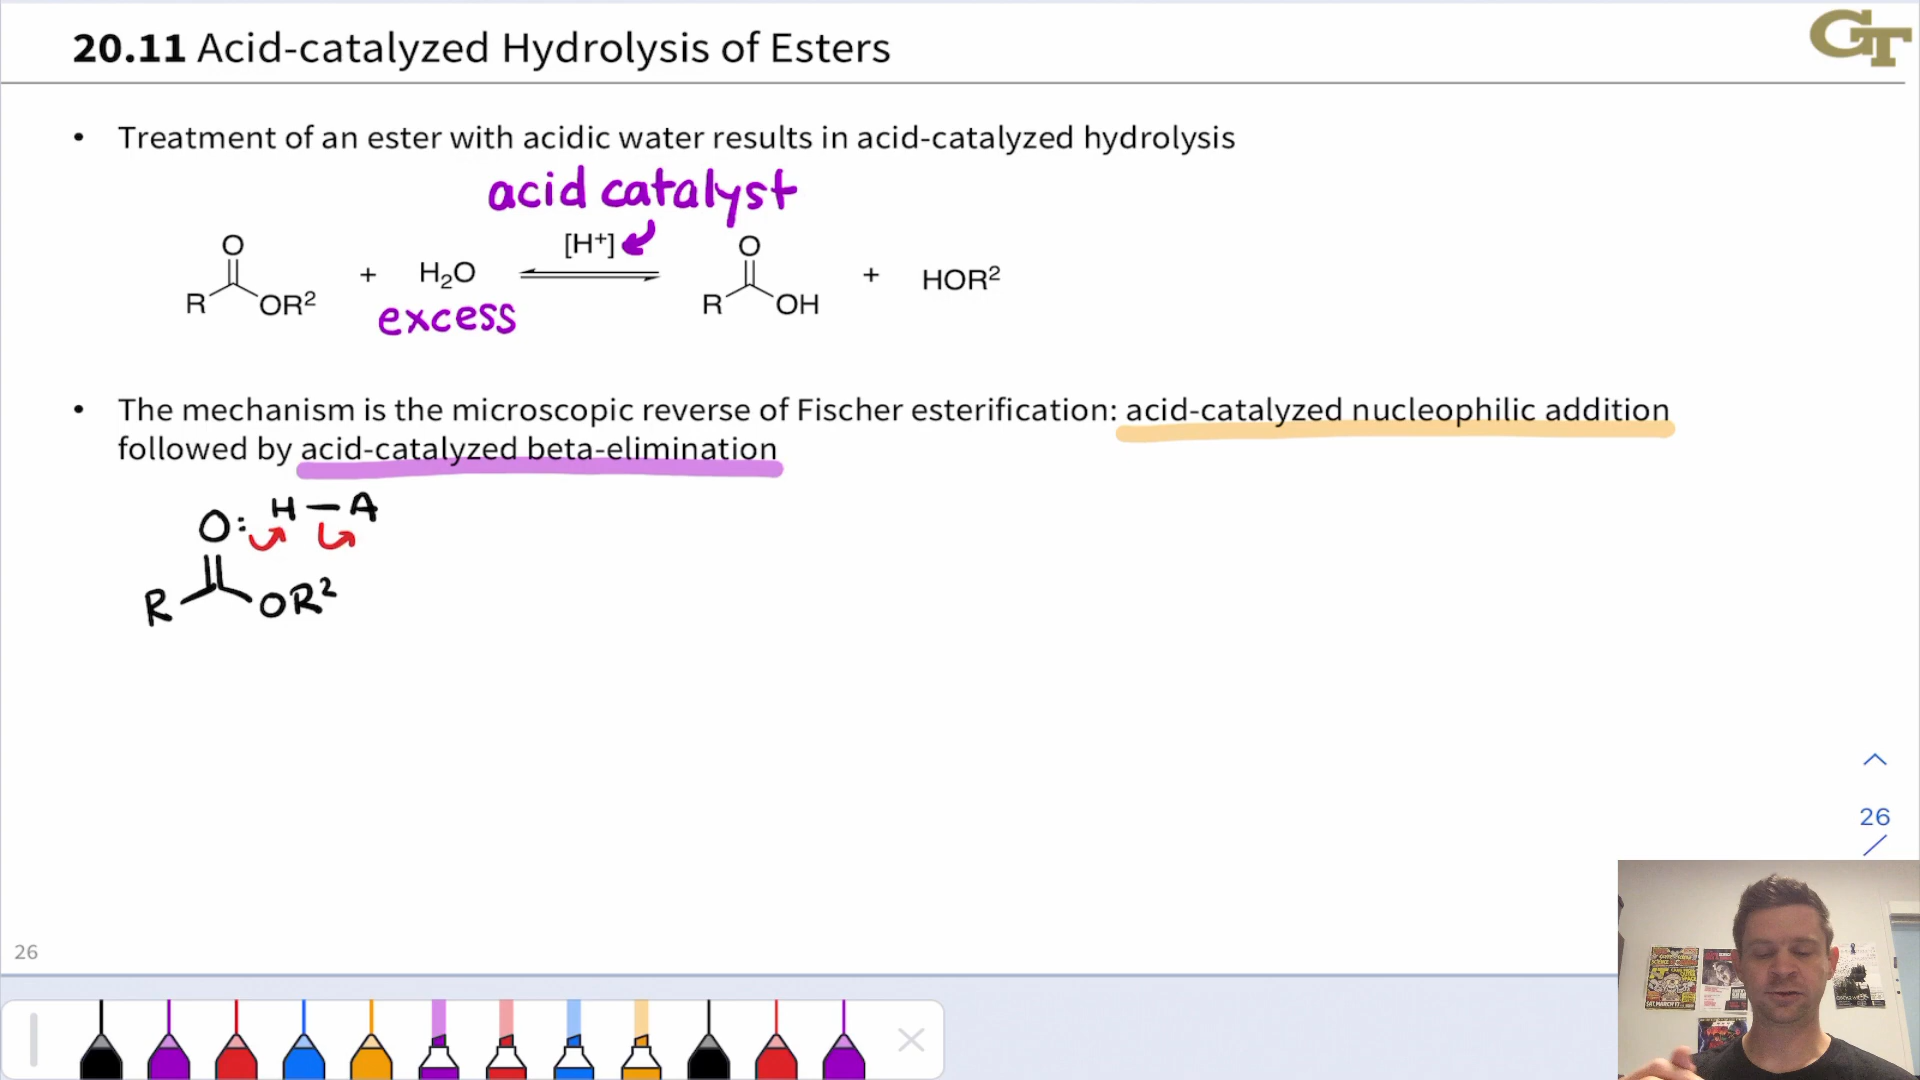 20.11 Acid-catalyzed Hydrolysis of Esters
GT
• Treatment of an ester with acidic water results in acid-catalyzed hydrolysis
acid catalyst
O [H⁺] O
+ H₂O + HOR²
R OR² R OH
excess
• The mechanism is the microscopic reverse of Fischer esterification: acid-catalyzed nucleophilic addition
followed by acid-catalyzed beta-elimination
O: H–A
R OR²
26
26